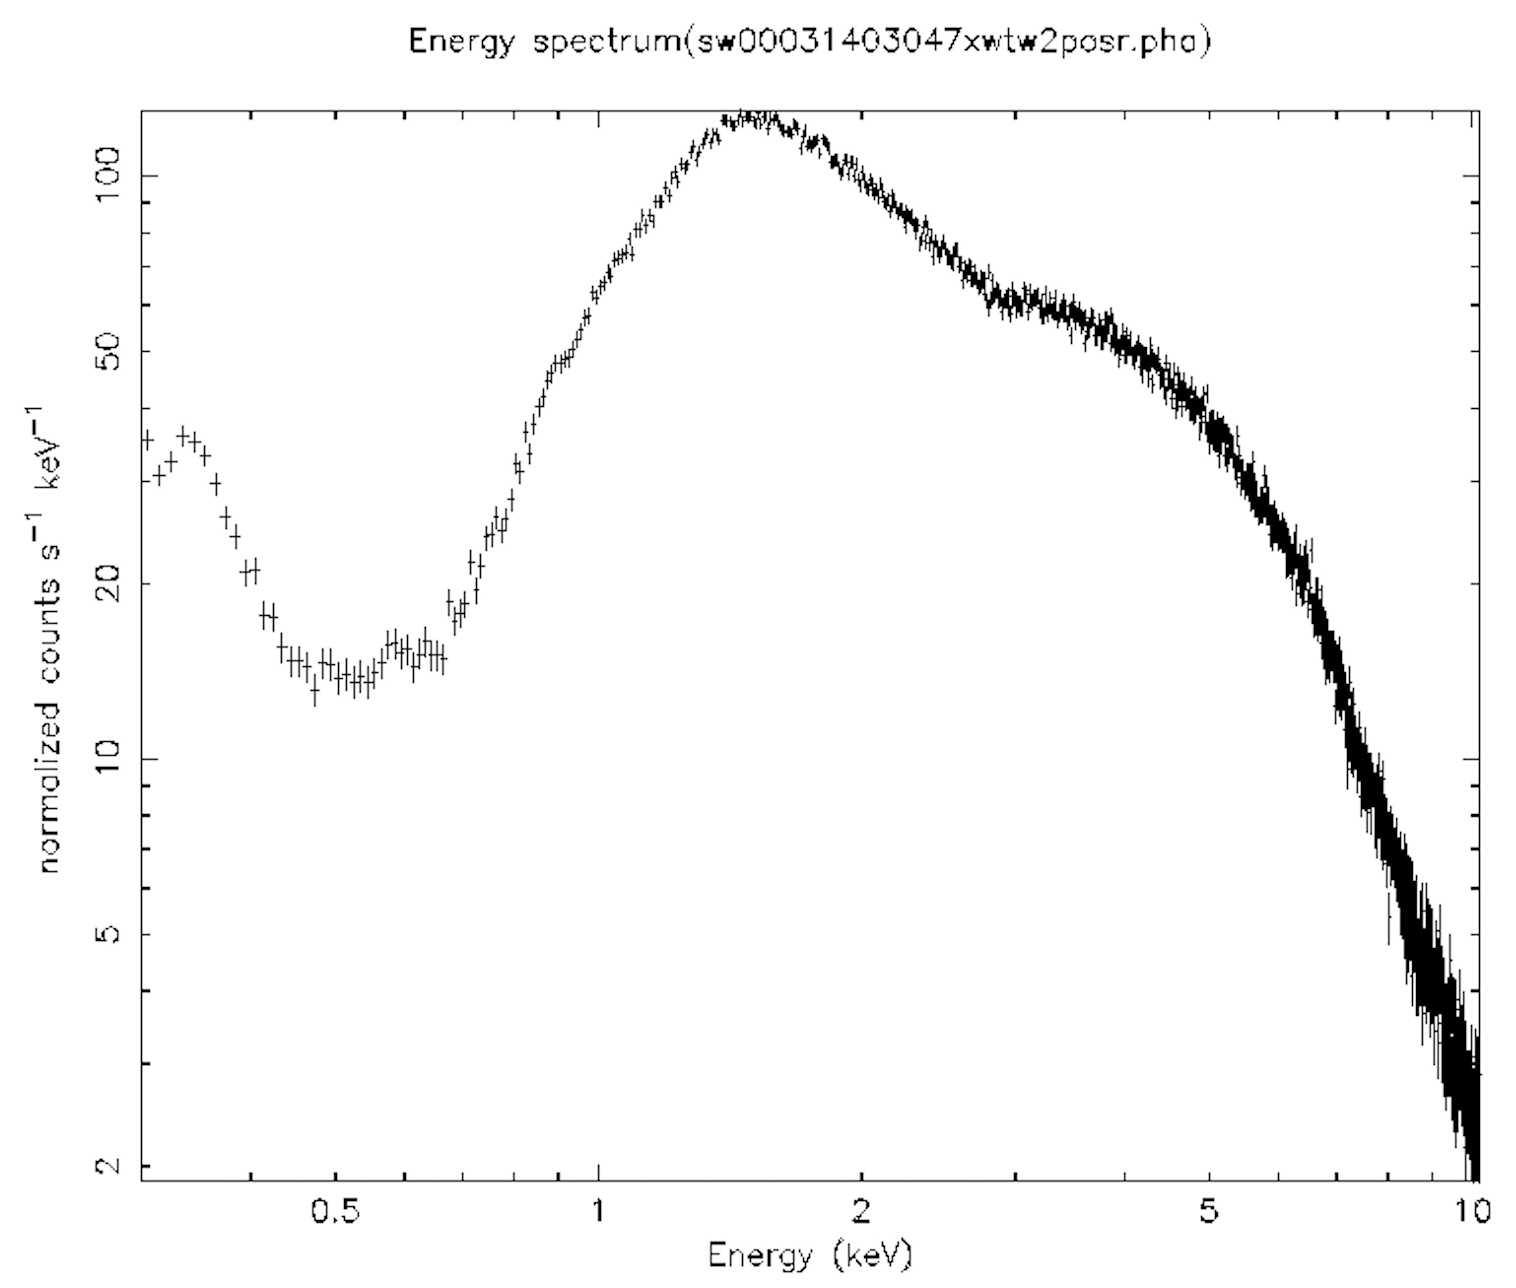 Energy spectrum(sw00031403047xwtw2posr.pha)
normalized counts s⁻¹ keV⁻¹
100
50
20
10
5
2
0.5 1 2 5 10
Energy (keV)